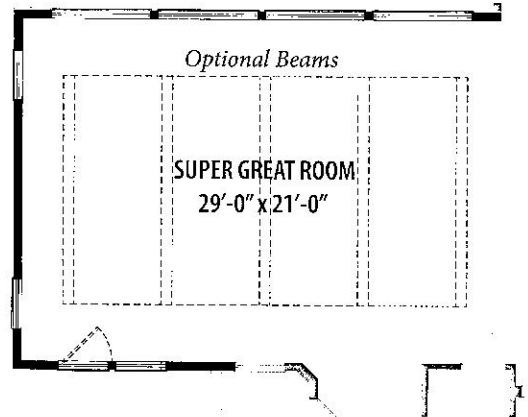 Optional Beams
SUPER GREAT ROOM
29′-0″ x 21′-0″